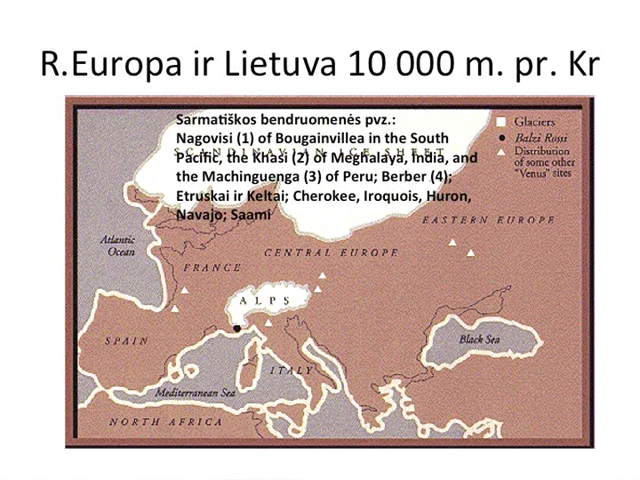 R.Europa ir Lietuva 10 000 m. pr. Kr
Sarmatiškos bendruomenės pvz.:
Nagovisi (1) of Bougainvillea in the South
Pacific, the Khasi (2) of Meghalaya, India, and
the Machinguenga (3) of Peru; Berber (4);
Etruskai ir Keltai; Cherokee, Iroquois, Huron,
Navajo; Saami
SCANDINAVIAN ICE SHEET
Glaciers
Balzi Rossi
Distribution
of some other
"Venus" sites
EASTERN EUROPE
Atlantic
Ocean
CENTRAL EUROPE
FRANCE
ALPS
SPAIN
Black Sea
ITALY
Mediterranean Sea
NORTH AFRICA